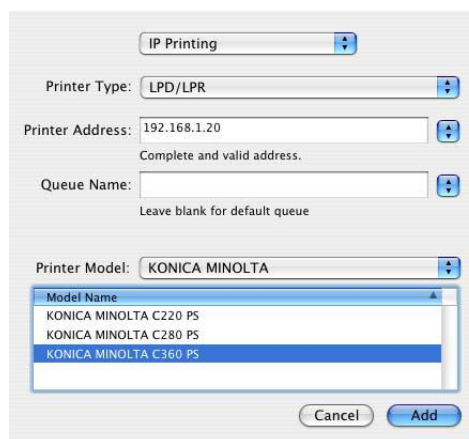 IP Printing
Printer Type: LPD/LPR
Printer Address: 192.168.1.20
Complete and valid address.
Queue Name:
Leave blank for default queue
Printer Model: KONICA MINOLTA
Model Name
KONICA MINOLTA C220 PS
KONICA MINOLTA C280 PS
KONICA MINOLTA C360 PS
Cancel Add